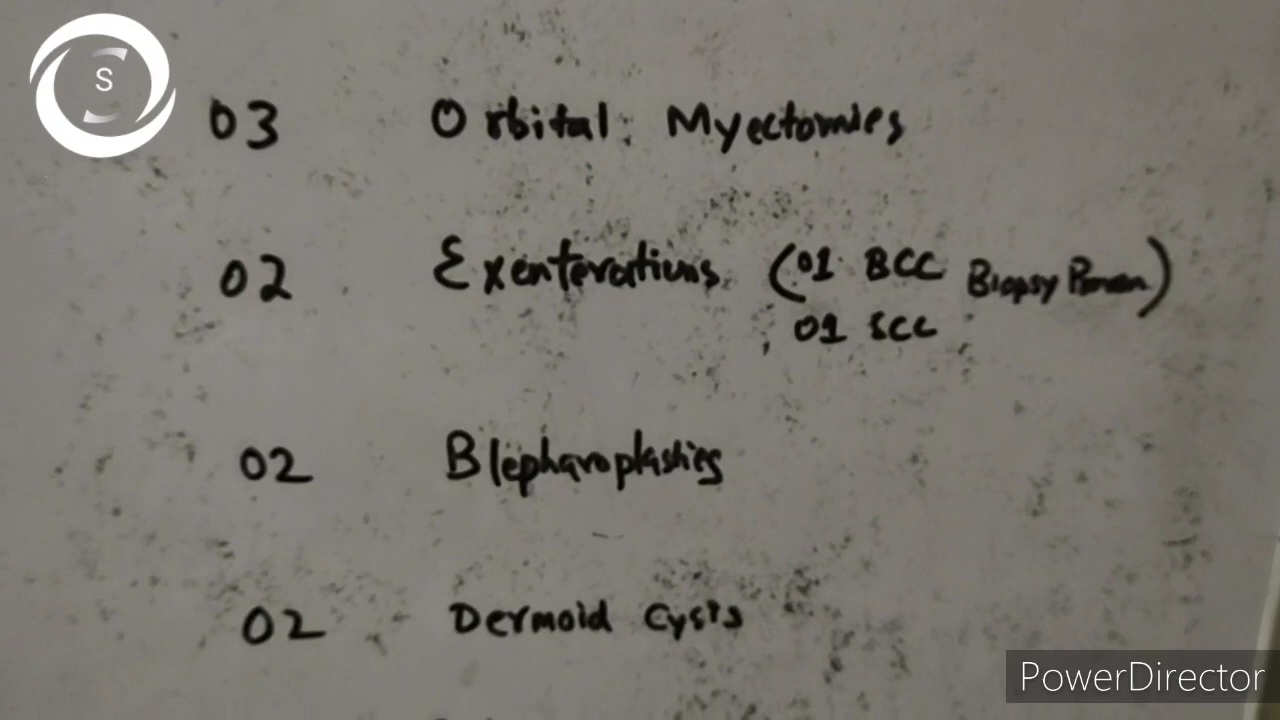 S
03 Orbital Myectomies
02 Exenterations (01 BCC Biopsy Proven)
01 SCC
02 Blepharoplasties
02 Dermoid Cysts
PowerDirector